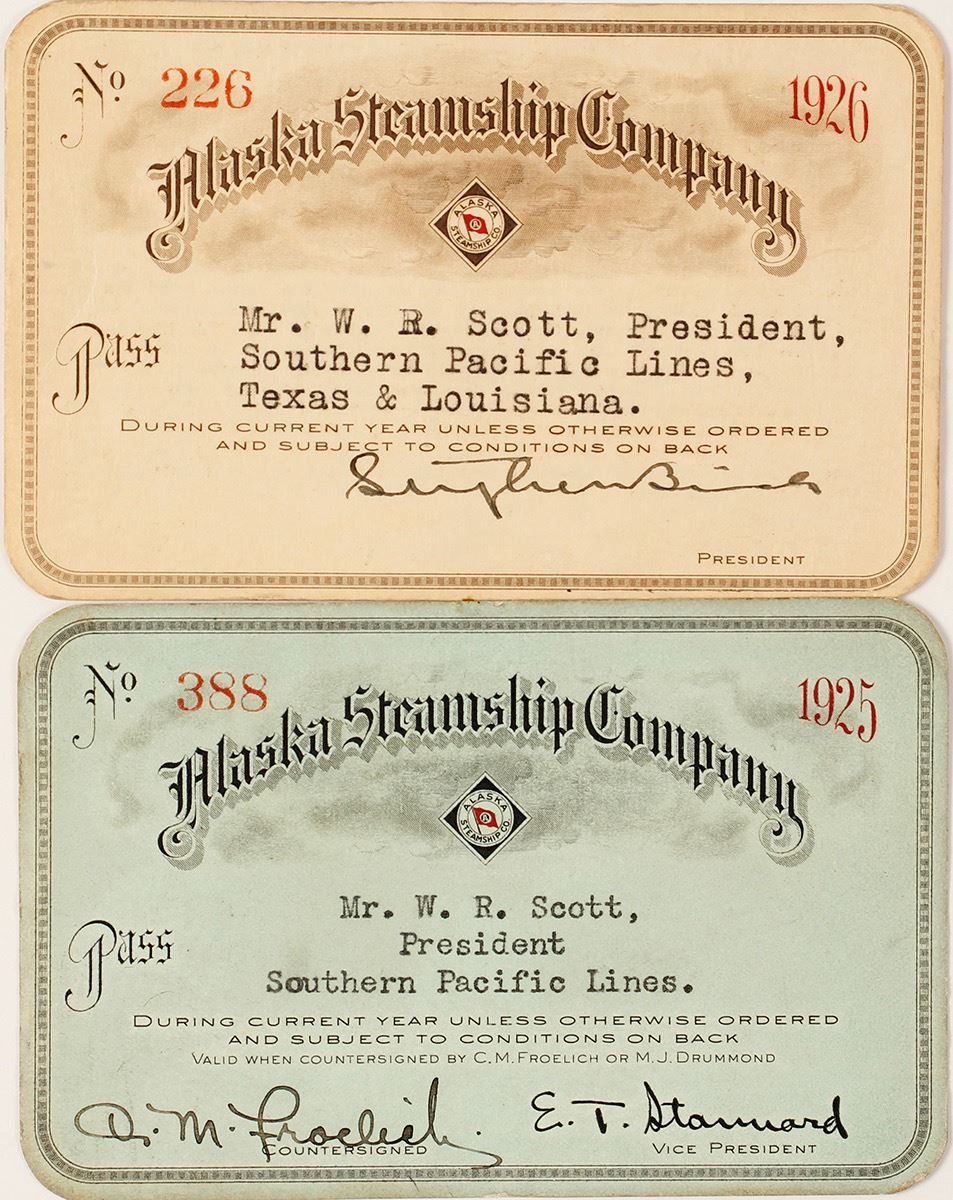 No 226
1926
Alaska Steamship Company
ALASKA
STEAMSHIP CO.
A
Pass
Mr. W. R. Scott, President,
Southern Pacific Lines,
Texas & Louisiana.
DURING CURRENT YEAR UNLESS OTHERWISE ORDERED
AND SUBJECT TO CONDITIONS ON BACK
Stephen Birch
PRESIDENT
No 388
1925
Alaska Steamship Company
ALASKA
STEAMSHIP CO.
A
Pass
Mr. W. R. Scott,
President
Southern Pacific Lines.
DURING CURRENT YEAR UNLESS OTHERWISE ORDERED
AND SUBJECT TO CONDITIONS ON BACK
VALID WHEN COUNTERSIGNED BY C.M. FROELICH OR M.J. DRUMMOND
C. M. Froelich.
COUNTERSIGNED
E. T. Stannard
VICE PRESIDENT